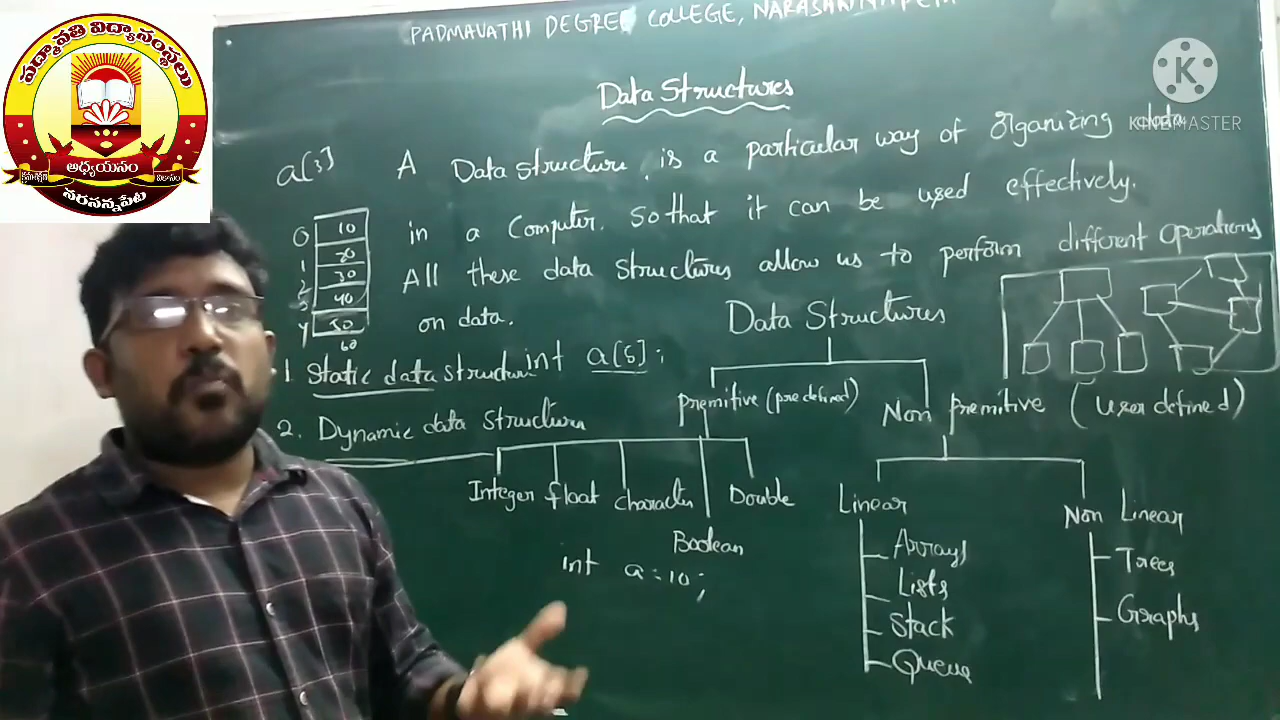 పద్మావతి విద్యాసంస్థలు
అధ్యయనం
నరసన్నపేట
PADMAVATHI DEGREE COLLEGE,
KINEMASTER
Data Structures
a[3]
A Data structure, is a particular way of organizing data
in a Computer. so that it can be used effectively.
All these data structures allow us to perform different operations
on data.
0 10
1 20
2 30
3 40
4 50
60
1. Static data structure int a[5];
2. Dynamic data structure
Data Structures
premitive (pre defined)
Non premitive (user defined)
Integer float character Double
Boolean
int a=10;
Linear
Arrays
Lists
Stack
Queue
Non Linear
Trees
Graphs